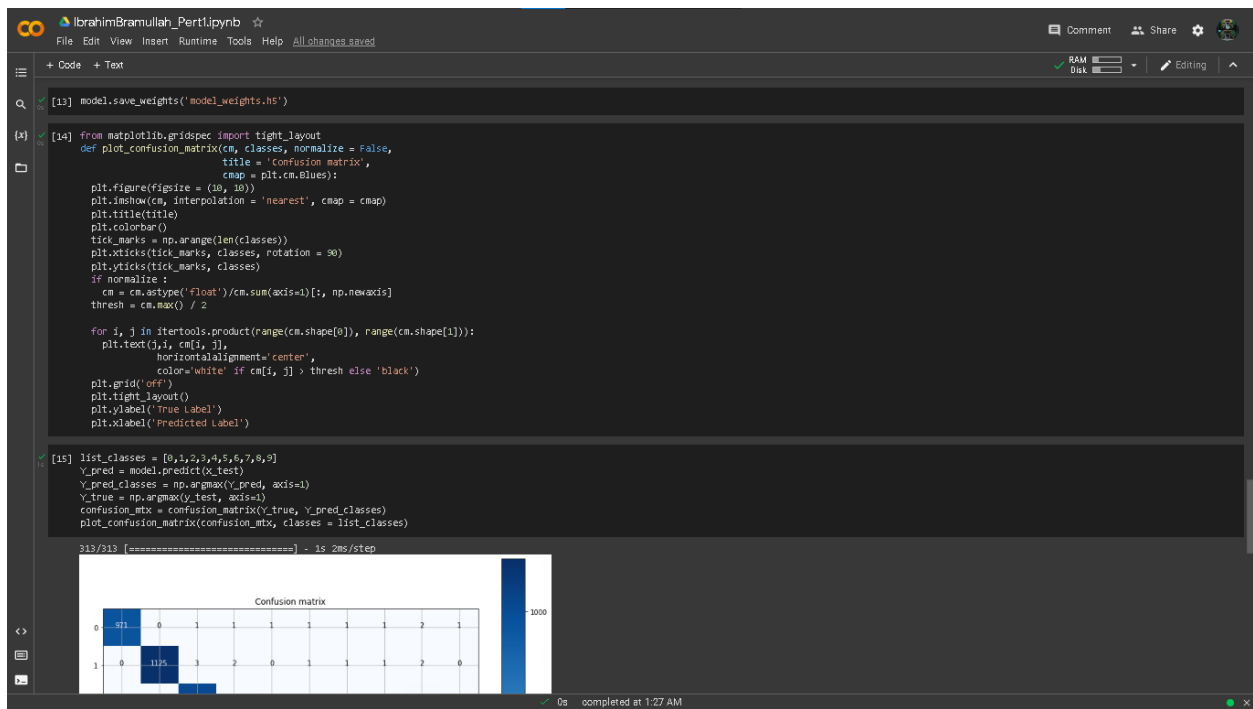 CO
IbrahimBramullah_Pert1.ipynb
File Edit View Insert Runtime Tools Help All changes saved
Comment Share
+ Code + Text
RAM
Disk
Editing
{x}
0s [13] model.save_weights('model_weights.h5')
0s [14] from matplotlib.gridspec import tight_layout
def plot_confusion_matrix(cm, classes, normalize = False,
title = 'Confusion matrix',
cmap = plt.cm.Blues):
plt.figure(figsize = (10, 10))
plt.imshow(cm, interpolation = 'nearest', cmap = cmap)
plt.title(title)
plt.colorbar()
tick_marks = np.arange(len(classes))
plt.xticks(tick_marks, classes, rotation = 90)
plt.yticks(tick_marks, classes)
if normalize :
cm = cm.astype('float')/cm.sum(axis=1)[:, np.newaxis]
thresh = cm.max() / 2
for i, j in itertools.product(range(cm.shape[0]), range(cm.shape[1])):
plt.text(j,i, cm[i, j],
horizontalalignment='center',
color='white' if cm[i, j] > thresh else 'black')
plt.grid('off')
plt.tight_layout()
plt.ylabel('True Label')
plt.xlabel('Predicted Label')
1s [15] list_classes = [0,1,2,3,4,5,6,7,8,9]
Y_pred = model.predict(x_test)
Y_pred_classes = np.argmax(Y_pred, axis=1)
Y_true = np.argmax(y_test, axis=1)
confusion_mtx = confusion_matrix(Y_true, Y_pred_classes)
plot_confusion_matrix(confusion_mtx, classes = list_classes)
313/313 [==============================] - 1s 2ms/step
Confusion matrix
1000
0 971 0 1 1 1 1 1 1 2 1
1 0 1125 3 2 0 1 1 1 2 0
0s completed at 1:27 AM